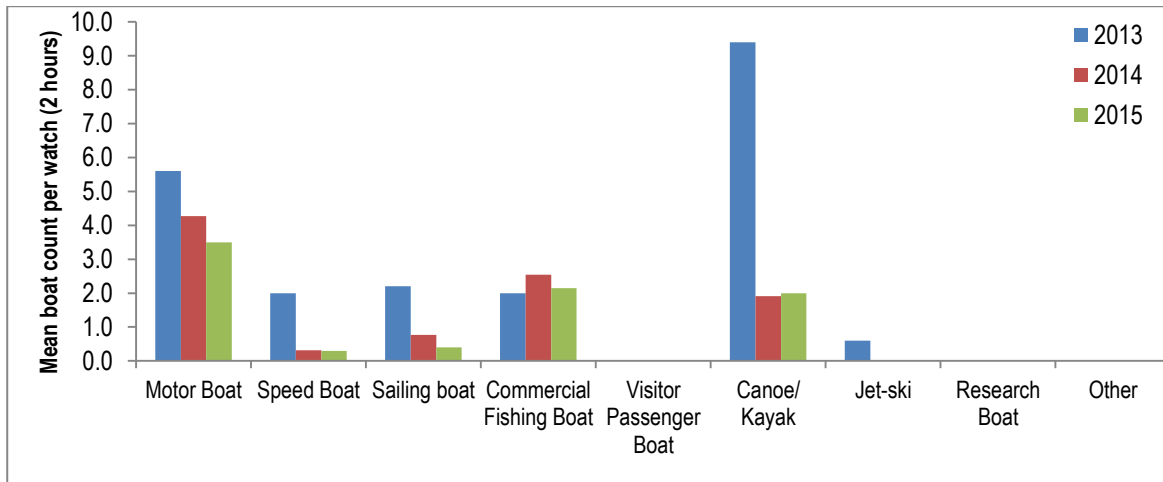 Mean boat count per watch (2 hours)
10.0
9.0
8.0
7.0
6.0
5.0
4.0
3.0
2.0
1.0
0.0
2013
2014
2015
Motor Boat
Speed Boat
Sailing boat
Commercial
Fishing Boat
Visitor
Passenger
Boat
Canoe/
Kayak
Jet-ski
Research
Boat
Other